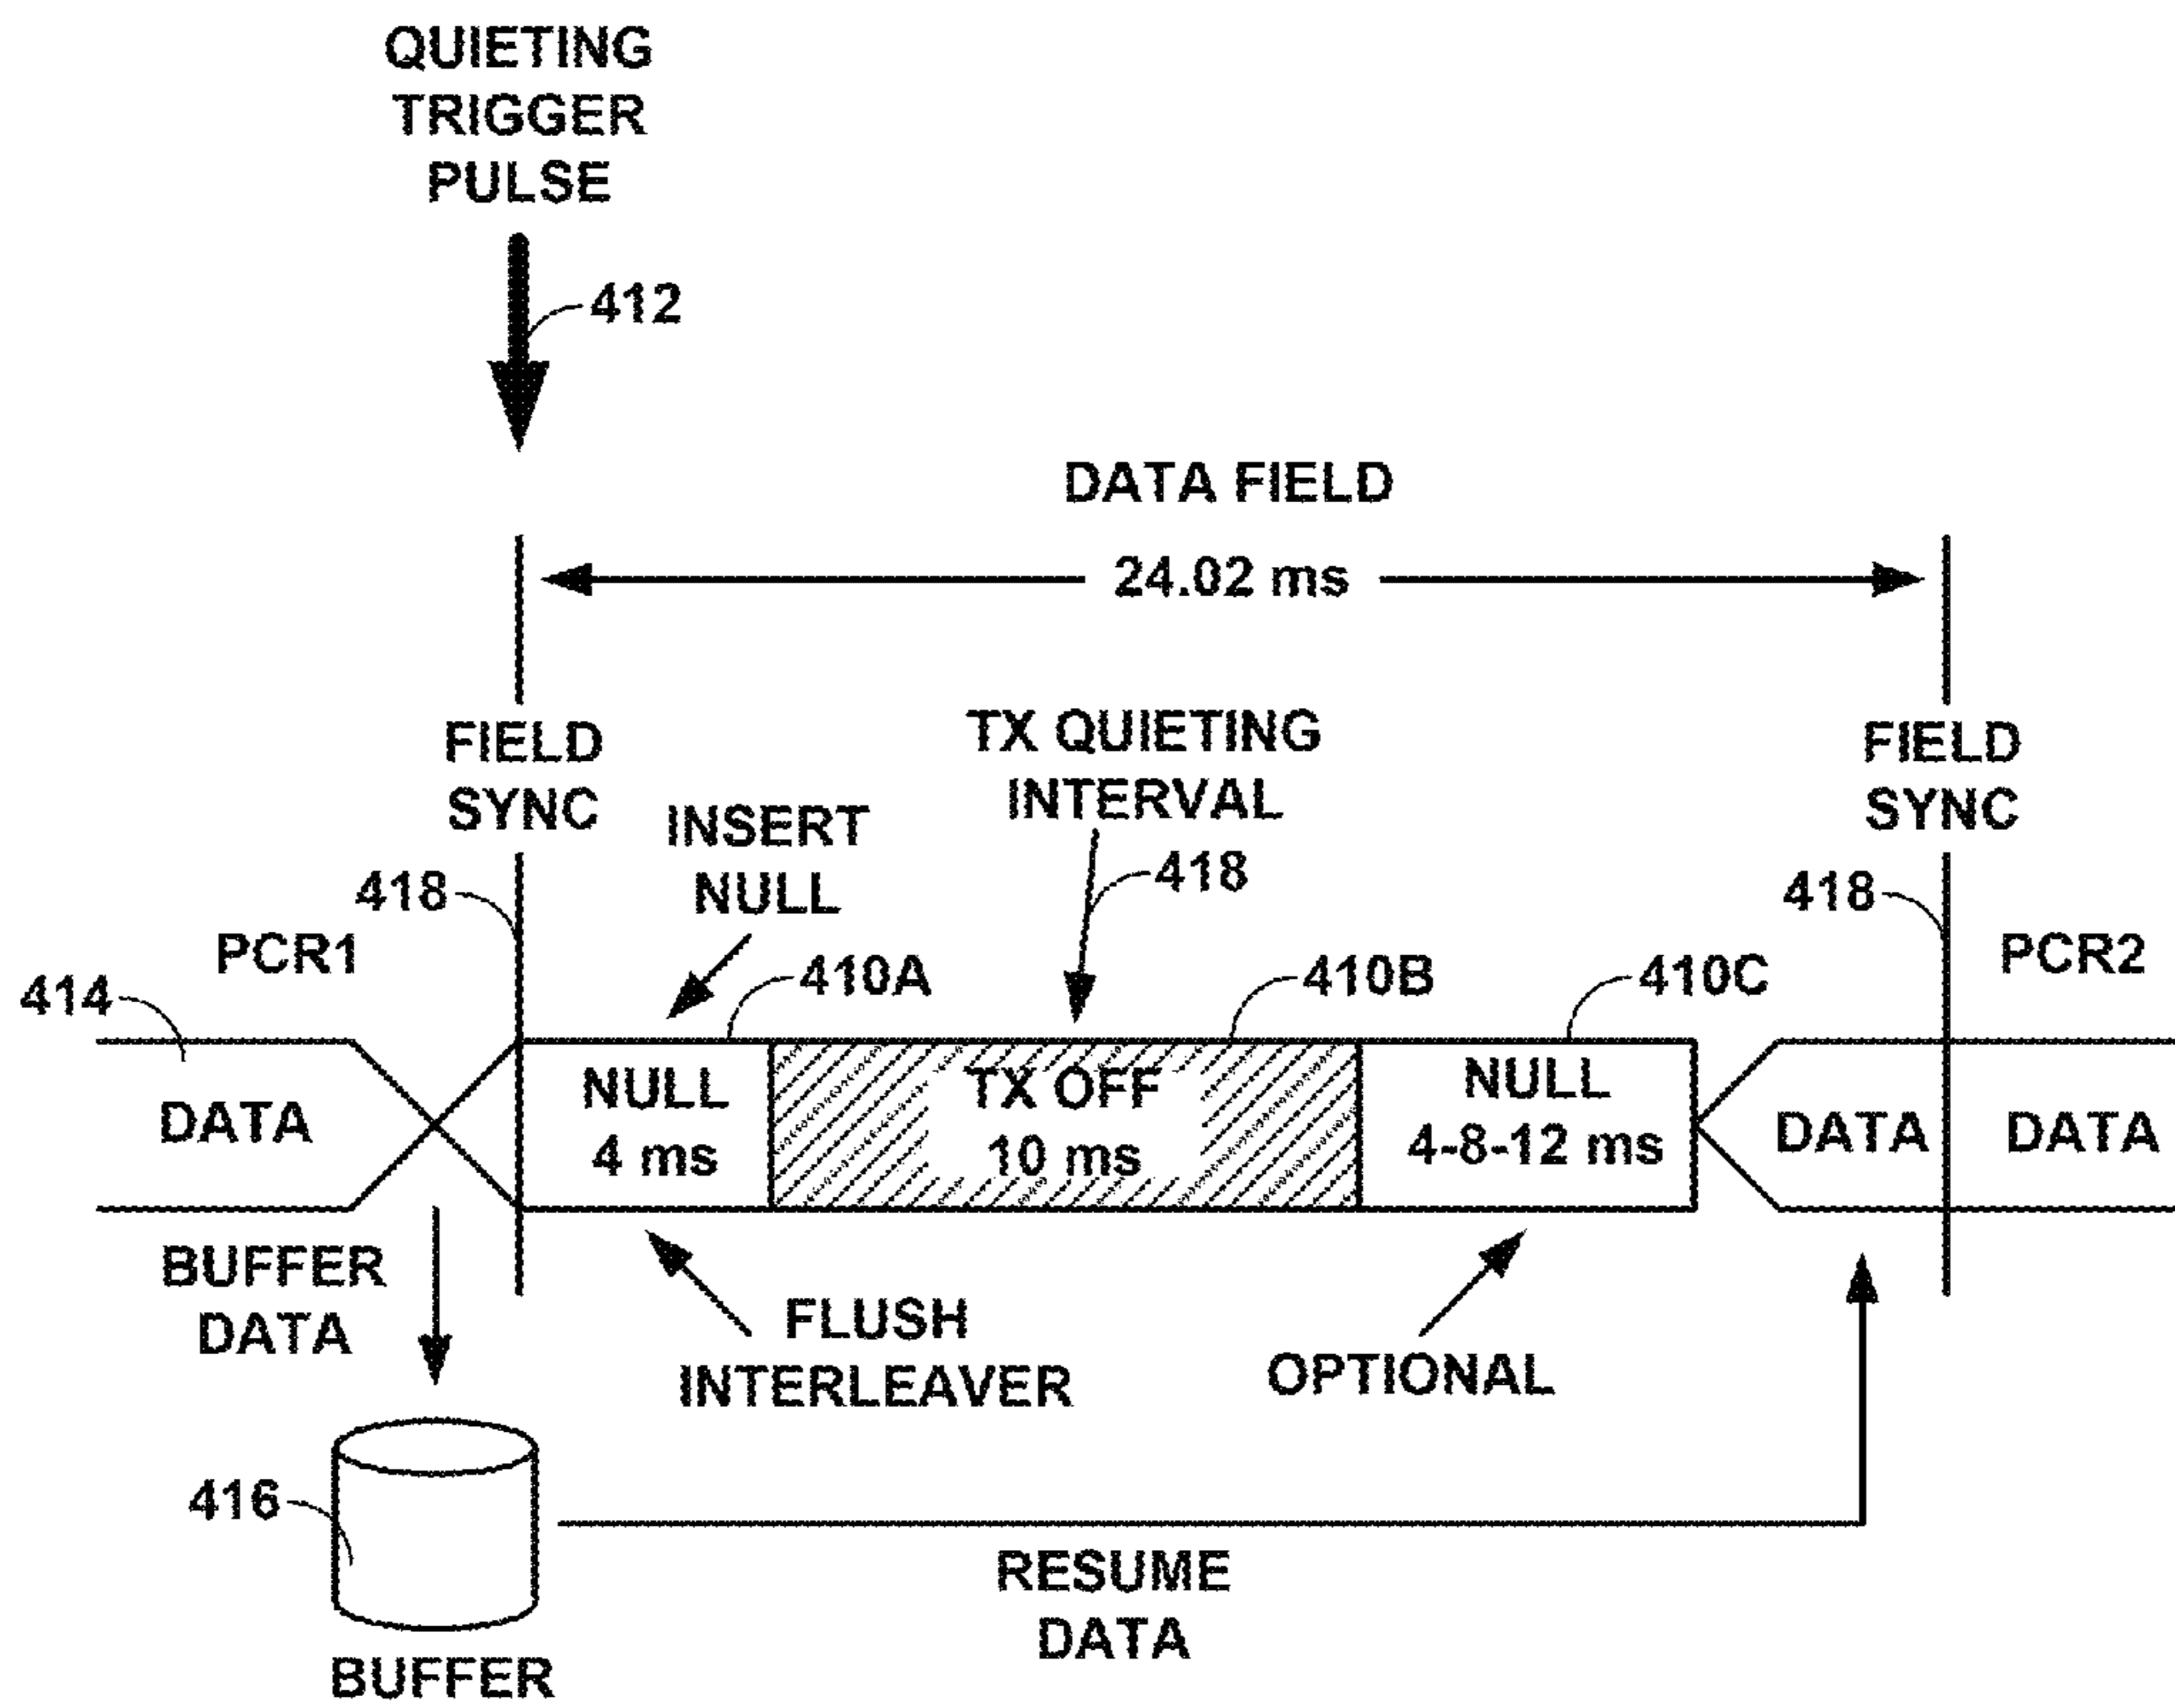 QUIETING
TRIGGER
PULSE
412
DATA FIELD
24.02 ms
FIELD
SYNC
TX QUIETING
INTERVAL
FIELD
SYNC
INSERT
NULL
418
418
418
PCR1
PCR2
414
410A
410B
410C
DATA
NULL
4 ms
TX OFF
10 ms
NULL
4-8-12 ms
DATA
DATA
BUFFER
DATA
FLUSH
INTERLEAVER
OPTIONAL
416
RESUME
DATA
BUFFER